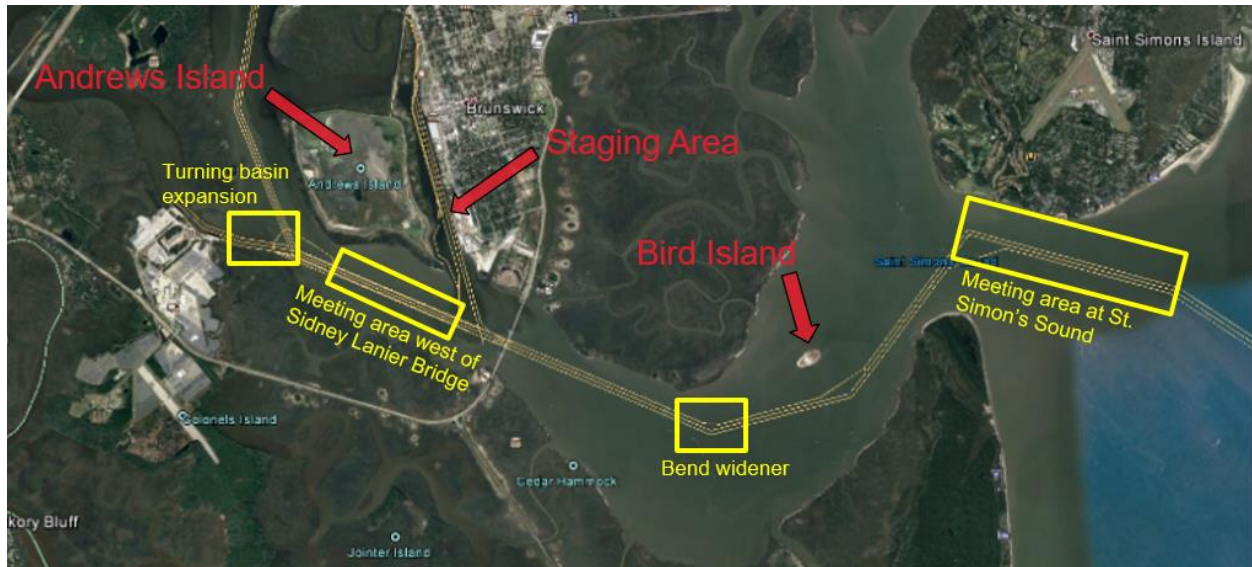 Saint Simons Island
Andrews Island
Brunswick
Staging Area
Turning basin
expansion
Andrews Island
Bird Island
Meeting area at St.
Simon's Sound
Meeting area west of
Sidney Lanier Bridge
Colonels Island
Bend widener
Cedar Hammock
kory Bluff
Jointer Island